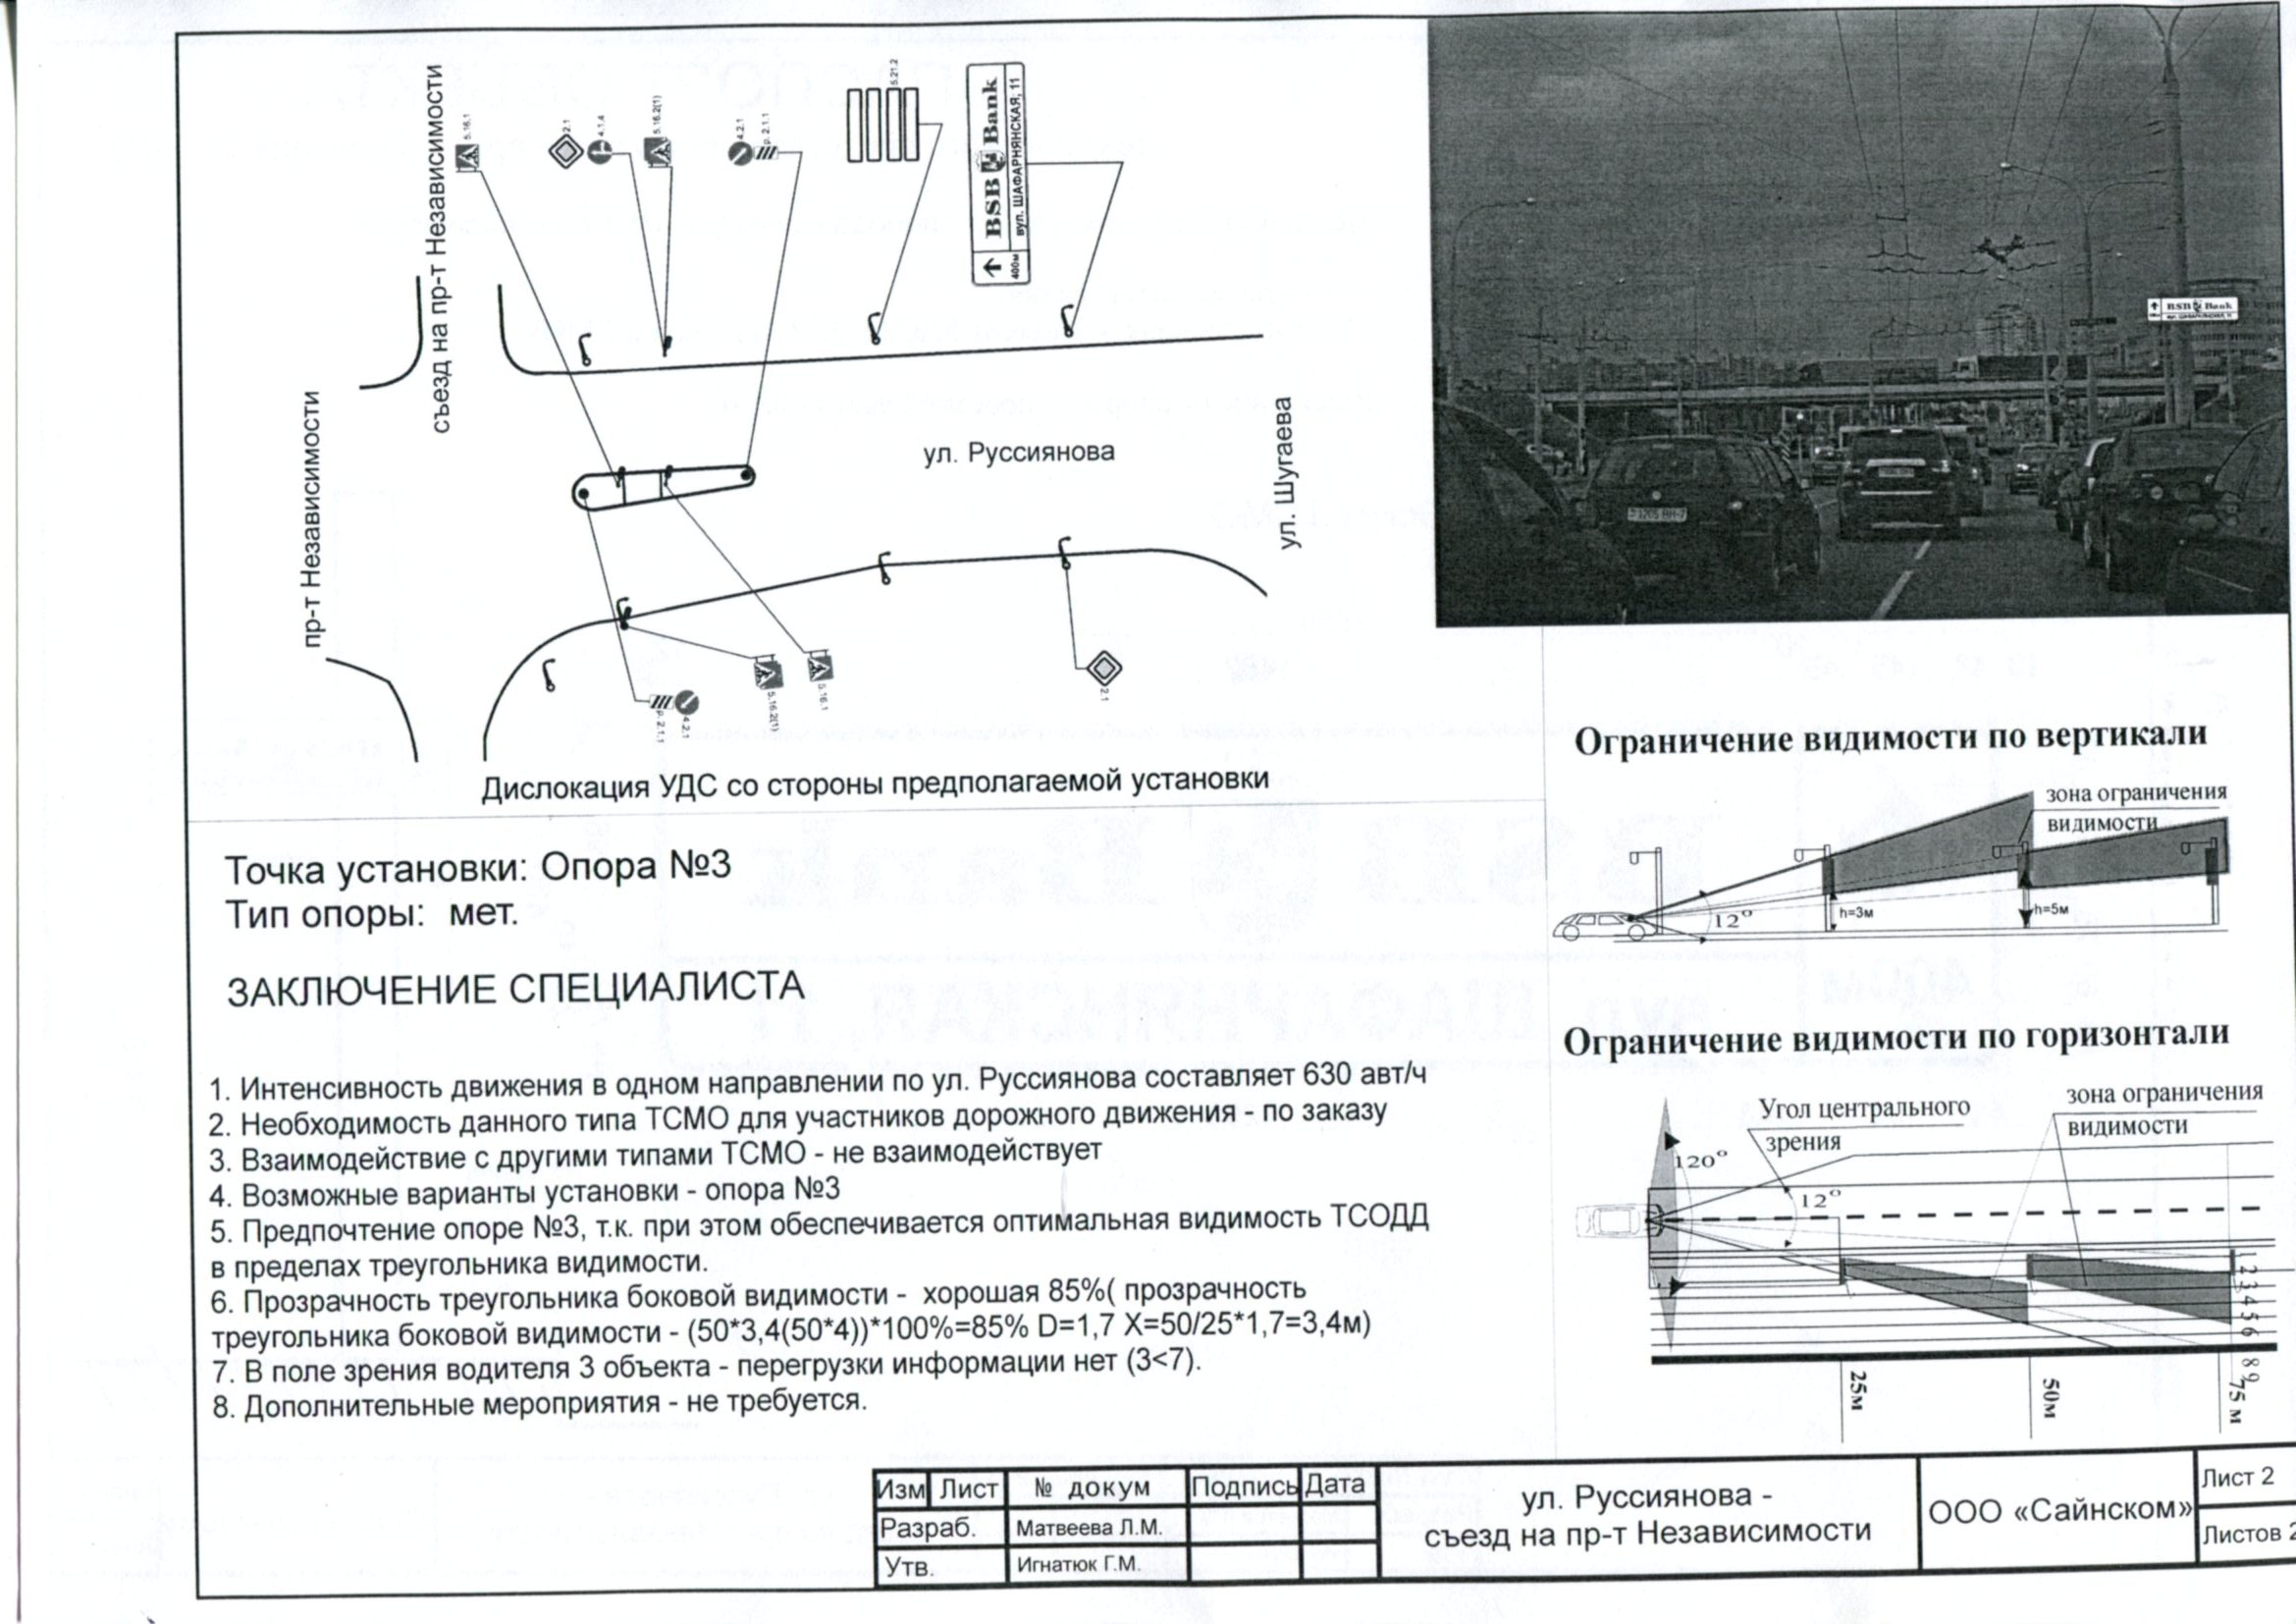 съезд на пр-т Независимости
5.16.1
2.1
4.1.4
5.16.2(1)
4.2.1
р. 2.1.1
5.21.2
BSB Bank
вул. ШАФАРНЯНСКАЯ, 11
400м
пр-т Независимости
ул. Руссиянова
ул. Шугаева
р. 2.1.1
4.2.1
5.16.2(1)
5.16.1
2.1
Дислокация УДС со стороны предполагаемой установки
BSB Bank
1205 BH-7
Точка установки: Опора №3
Тип опоры: мет.
ЗАКЛЮЧЕНИЕ СПЕЦИАЛИСТА
1. Интенсивность движения в одном направлении по ул. Руссиянова составляет 630 авт/ч
2. Необходимость данного типа ТСМО для участников дорожного движения - по заказу
3. Взаимодействие с другими типами ТСМО - не взаимодействует
4. Возможные варианты установки - опора №3
5. Предпочтение опоре №3, т.к. при этом обеспечивается оптимальная видимость ТСОДД
в пределах треугольника видимости.
6. Прозрачность треугольника боковой видимости - хорошая 85%( прозрачность
треугольника боковой видимости - (50*3,4(50*4))*100%=85% D=1,7 X=50/25*1,7=3,4м)
7. В поле зрения водителя 3 объекта - перегрузки информации нет (3<7).
8. Дополнительные мероприятия - не требуется.
Ограничение видимости по вертикали
зона ограничения
видимости
12°
h=3м
h=5м
Ограничение видимости по горизонтали
Угол центрального
зрения
зона ограничения
видимости
120°
12°
1 2 3 4 5 6 8 9
25м
50м
75 м
Изм Лист № докум Подпись Дата
Разраб. Матвеева Л.М.
Утв. Игнатюк Г.М.
ул. Руссиянова -
съезд на пр-т Независимости
ООО «Сайнском»
Лист 2
Листов 2